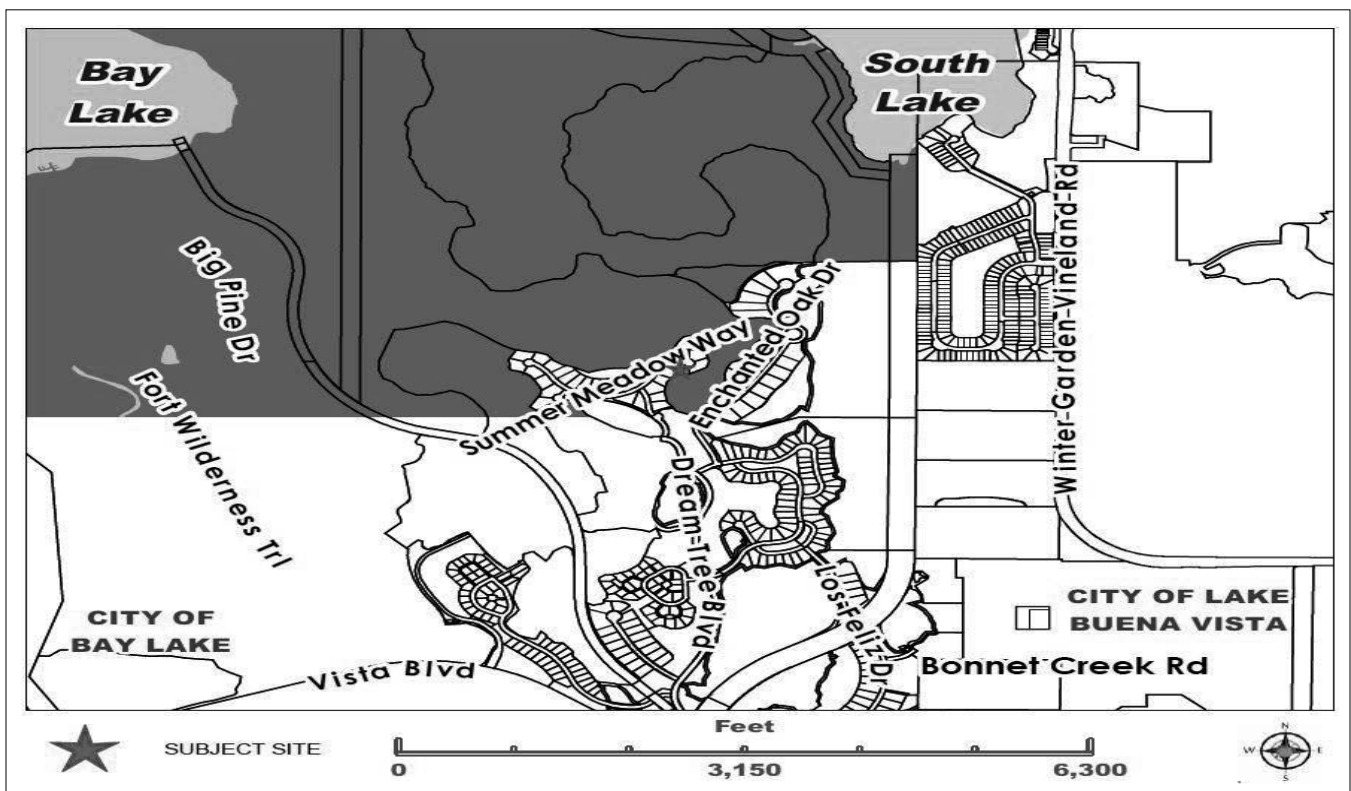 Bay
Lake
South
Lake
Big Pine Dr
Fort Wilderness Trl
Summer Meadow Way
Enchanted Oak Dr
Winter-Garden-Vineland-Rd
Dream-Tree-Blvd
Los-Feliz-Dr
CITY OF
BAY LAKE
Vista Blvd
CITY OF LAKE
BUENA VISTA
Bonnet Creek Rd
SUBJECT SITE
Feet
0
3,150
6,300
N
W
E
S